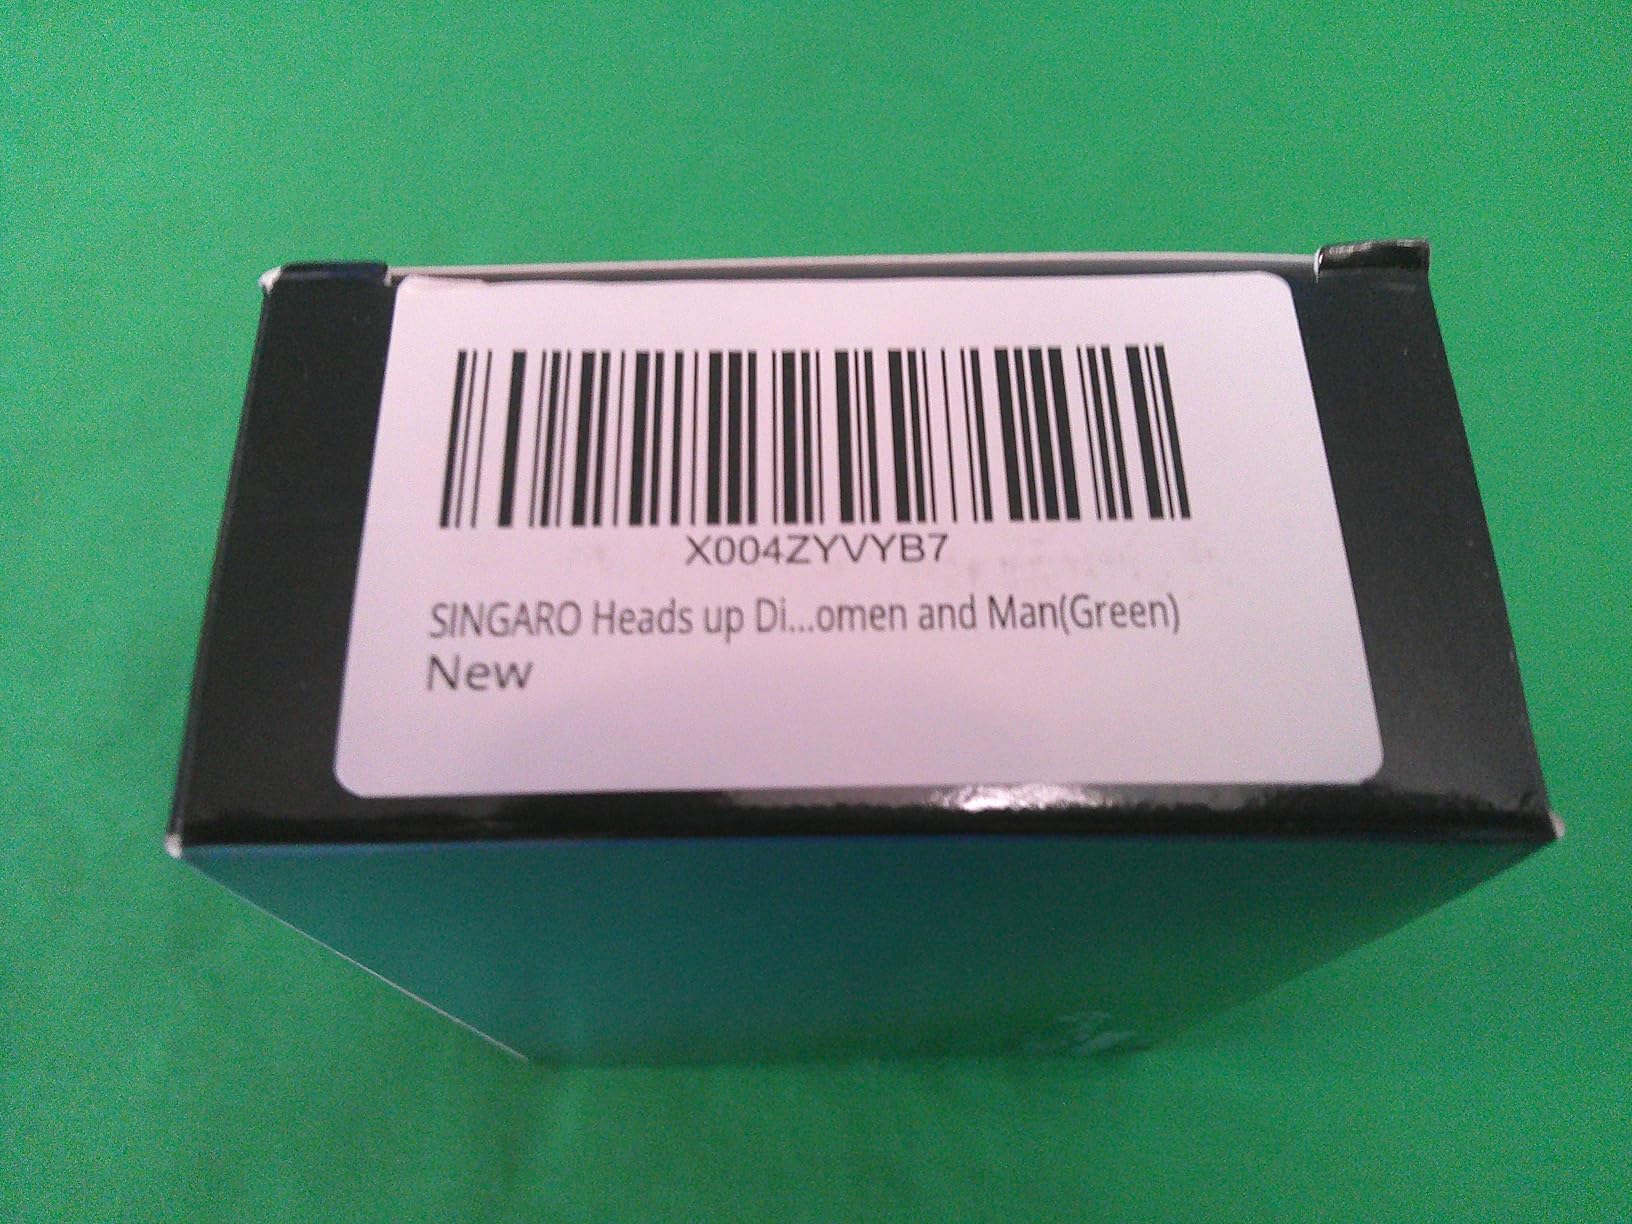 X004ZYVYB7
SINGARO Heads up Di...omen and Man(Green)
New